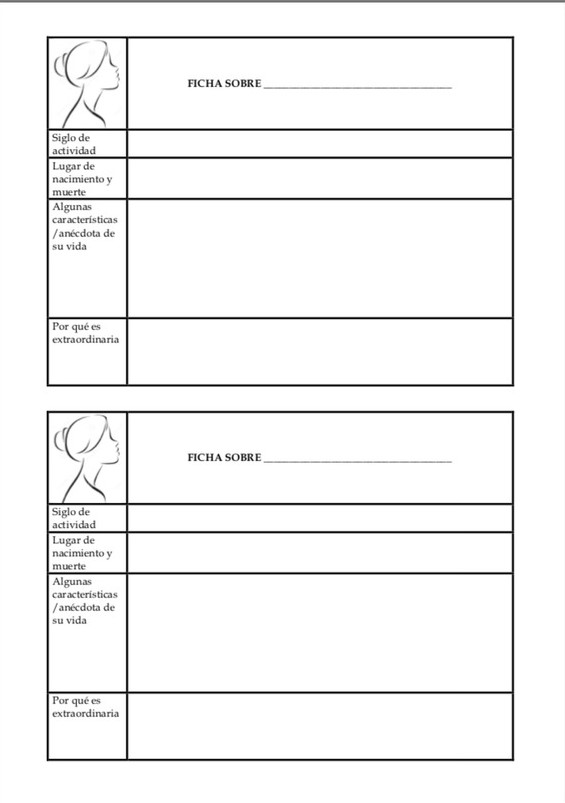 FICHA SOBRE ___________________________________
Siglo de
actividad
Lugar de
nacimiento y
muerte
Algunas
características
/anécdota de
su vida
Por qué es
extraordinaria
FICHA SOBRE ___________________________________
Siglo de
actividad
Lugar de
nacimiento y
muerte
Algunas
características
/anécdota de
su vida
Por qué es
extraordinaria